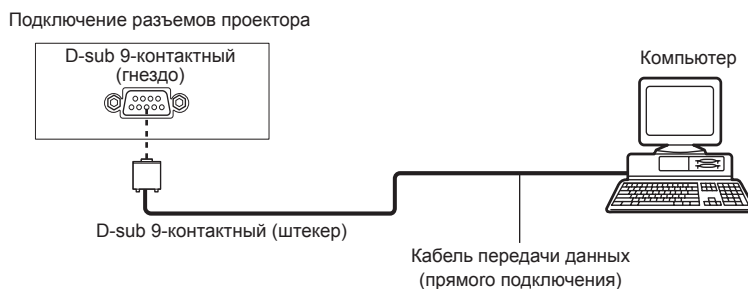 Подключение разъемов проектора
D-sub 9-контактный
(гнездо)
Компьютер
D-sub 9-контактный (штекер)
Кабель передачи данных
(прямого подключения)